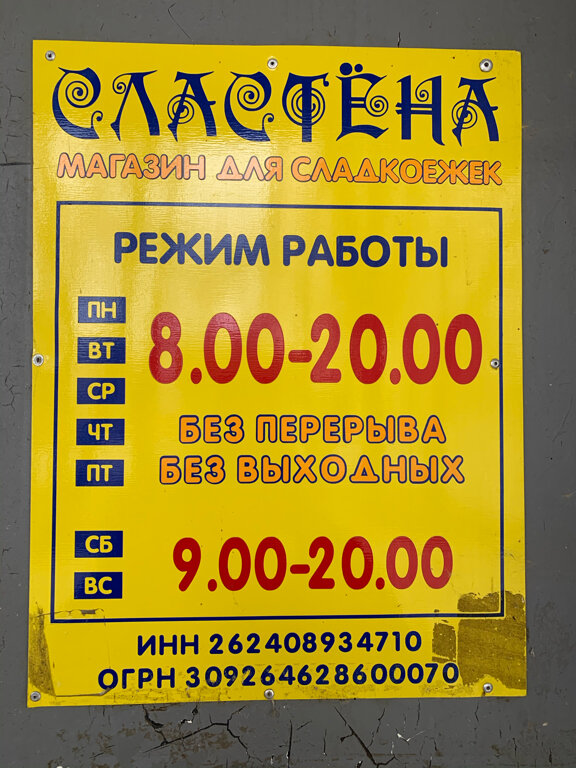 СЛАСТЁНА
МАГАЗИН ДЛЯ СЛАДКОЕЖЕК
РЕЖИМ РАБОТЫ
ПН
ВТ
СР
ЧТ
ПТ
8.00-20.00
БЕЗ ПЕРЕРЫВА
БЕЗ ВЫХОДНЫХ
СБ
ВС
9.00-20.00
ИНН 262408934710
ОГРН 309264628600070